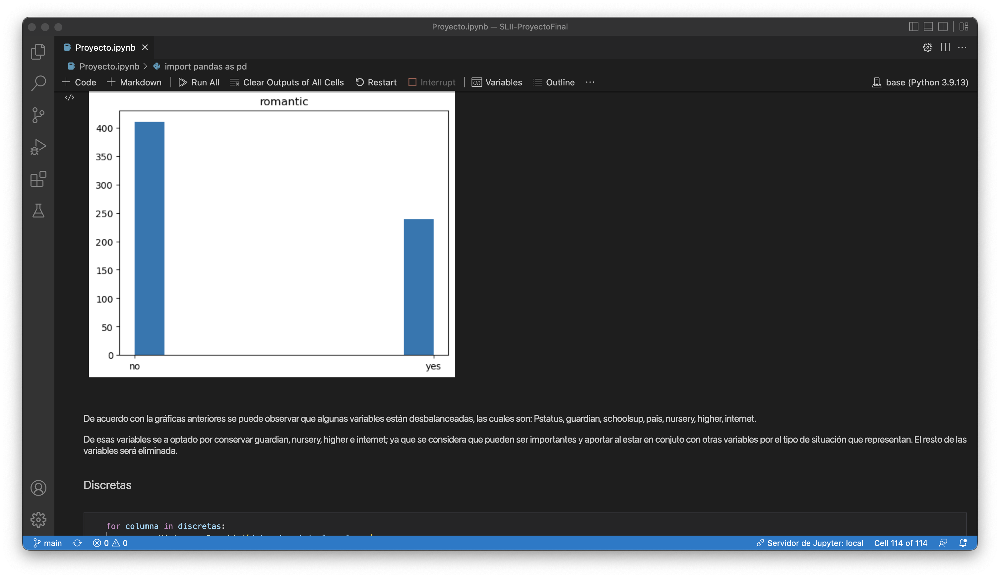 Proyecto.ipynb — SLII-ProyectoFinal
Proyecto.ipynb
Proyecto.ipynb > import pandas as pd
+ Code + Markdown Run All Clear Outputs of All Cells Restart Interrupt Variables Outline ... base (Python 3.9.13)
romantic
400
350
300
250
200
150
100
50
0
no yes
De acuerdo con la gráficas anteriores se puede observar que algunas variables están desbalanceadas, las cuales son: Pstatus, guardian, schoolsup, pais, nursery, higher, internet.
De esas variables se a optado por conservar guardian, nursery, higher e internet; ya que se considera que pueden ser importantes y aportar al estar en conjuto con otras variables por el tipo de situación que representan. El resto de las
variables será eliminada.
Discretas
for columna in discretas:
main 0 0 Servidor de Jupyter: local Cell 114 of 114